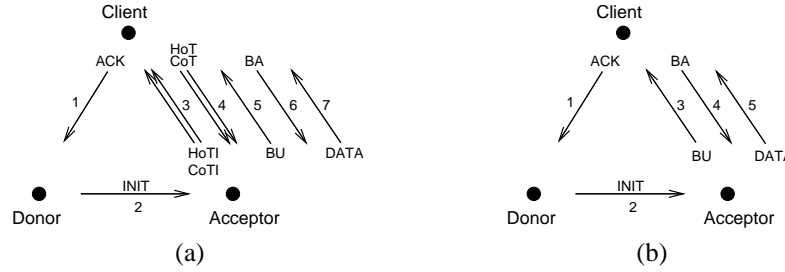 Client
ACK
HoT
CoT
BA
1
3
4
5
6
7
HoTI
CoTI
BU
DATA
INIT
2
Donor
Acceptor
(a)
Client
ACK
BA
1
3
4
5
BU
DATA
INIT
2
Donor
Acceptor
(b)